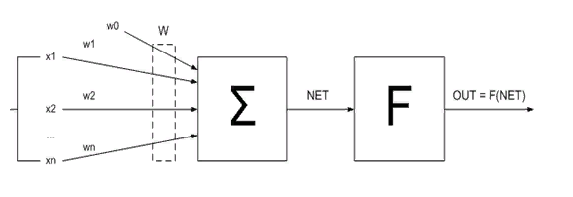 w0
W
x1
w1
x2
w2
...
xn
wn
Σ
NET
F
OUT = F(NET)